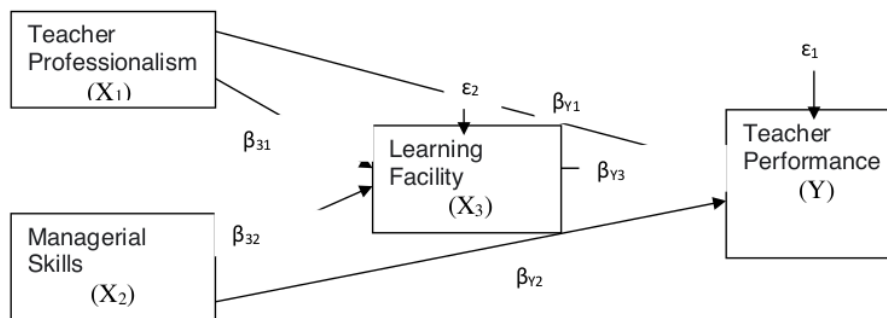 Teacher
Professionalism
(X1)
ε1
ε2
βY1
β31
Learning
Facility
(X3)
βY3
Teacher
Performance
(Y)
Managerial
Skills
(X2)
β32
βY2